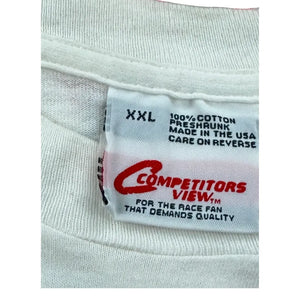 XXL
100% COTTON
PRESHRUNK
MADE IN THE USA
CARE ON REVERSE
COMPETITORS
VIEW™
FOR THE RACE FAN
THAT DEMANDS QUALITY